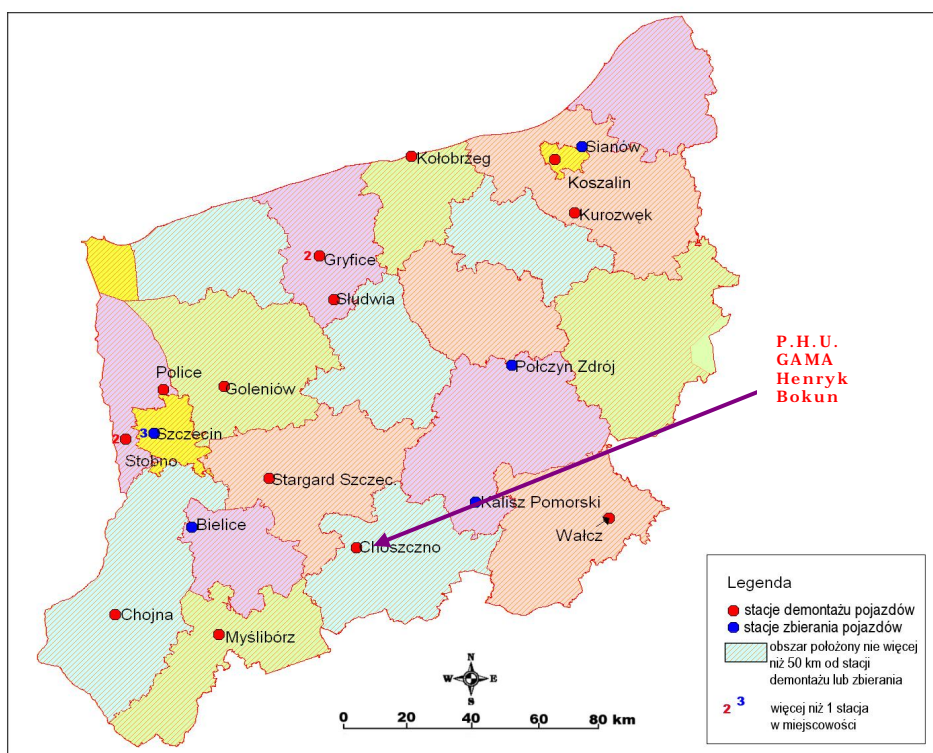 Sianów
Kołobrzeg
Koszalin
Kurozwęk
2
Gryfice
Słudwia
P.H.U.
GAMA
Henryk
Bokun
Połczyn Zdrój
Police
Goleniów
3
Szczecin
2
Stobno
Stargard Szczec.
Kalisz Pomorski
Bielice
Wałcz
Choszczno
Chojna
Myślibórz
Legenda
stacje demontażu pojazdów
stacje zbierania pojazdów
obszar położony nie więcej
niż 50 km od stacji
demontażu lub zbierania
2 3 więcej niż 1 stacja
w miejscowości
N
W E
S
0 20 40 60 80 km